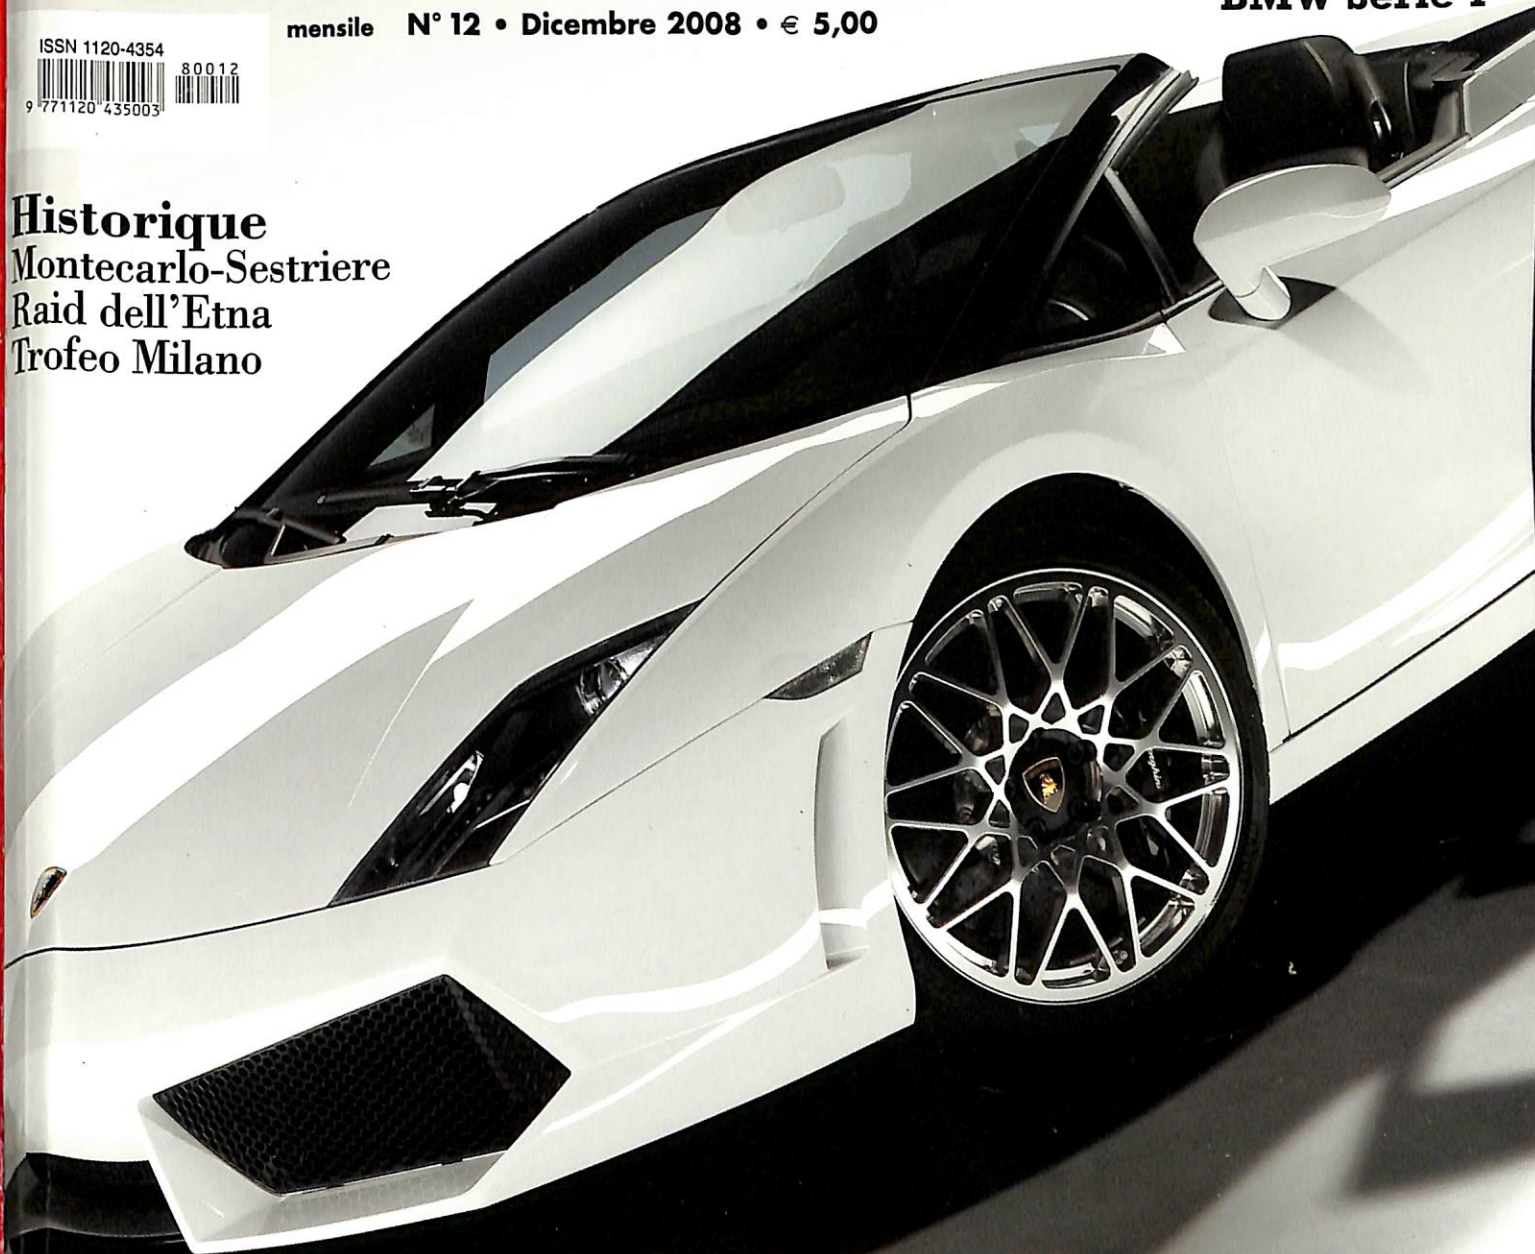 mensile N° 12 • Dicembre 2008 • € 5,00
ISSN 1120-4354
80012
9 771120 435003
Historique
Montecarlo-Sestriere
Raid dell'Etna
Trofeo Milano